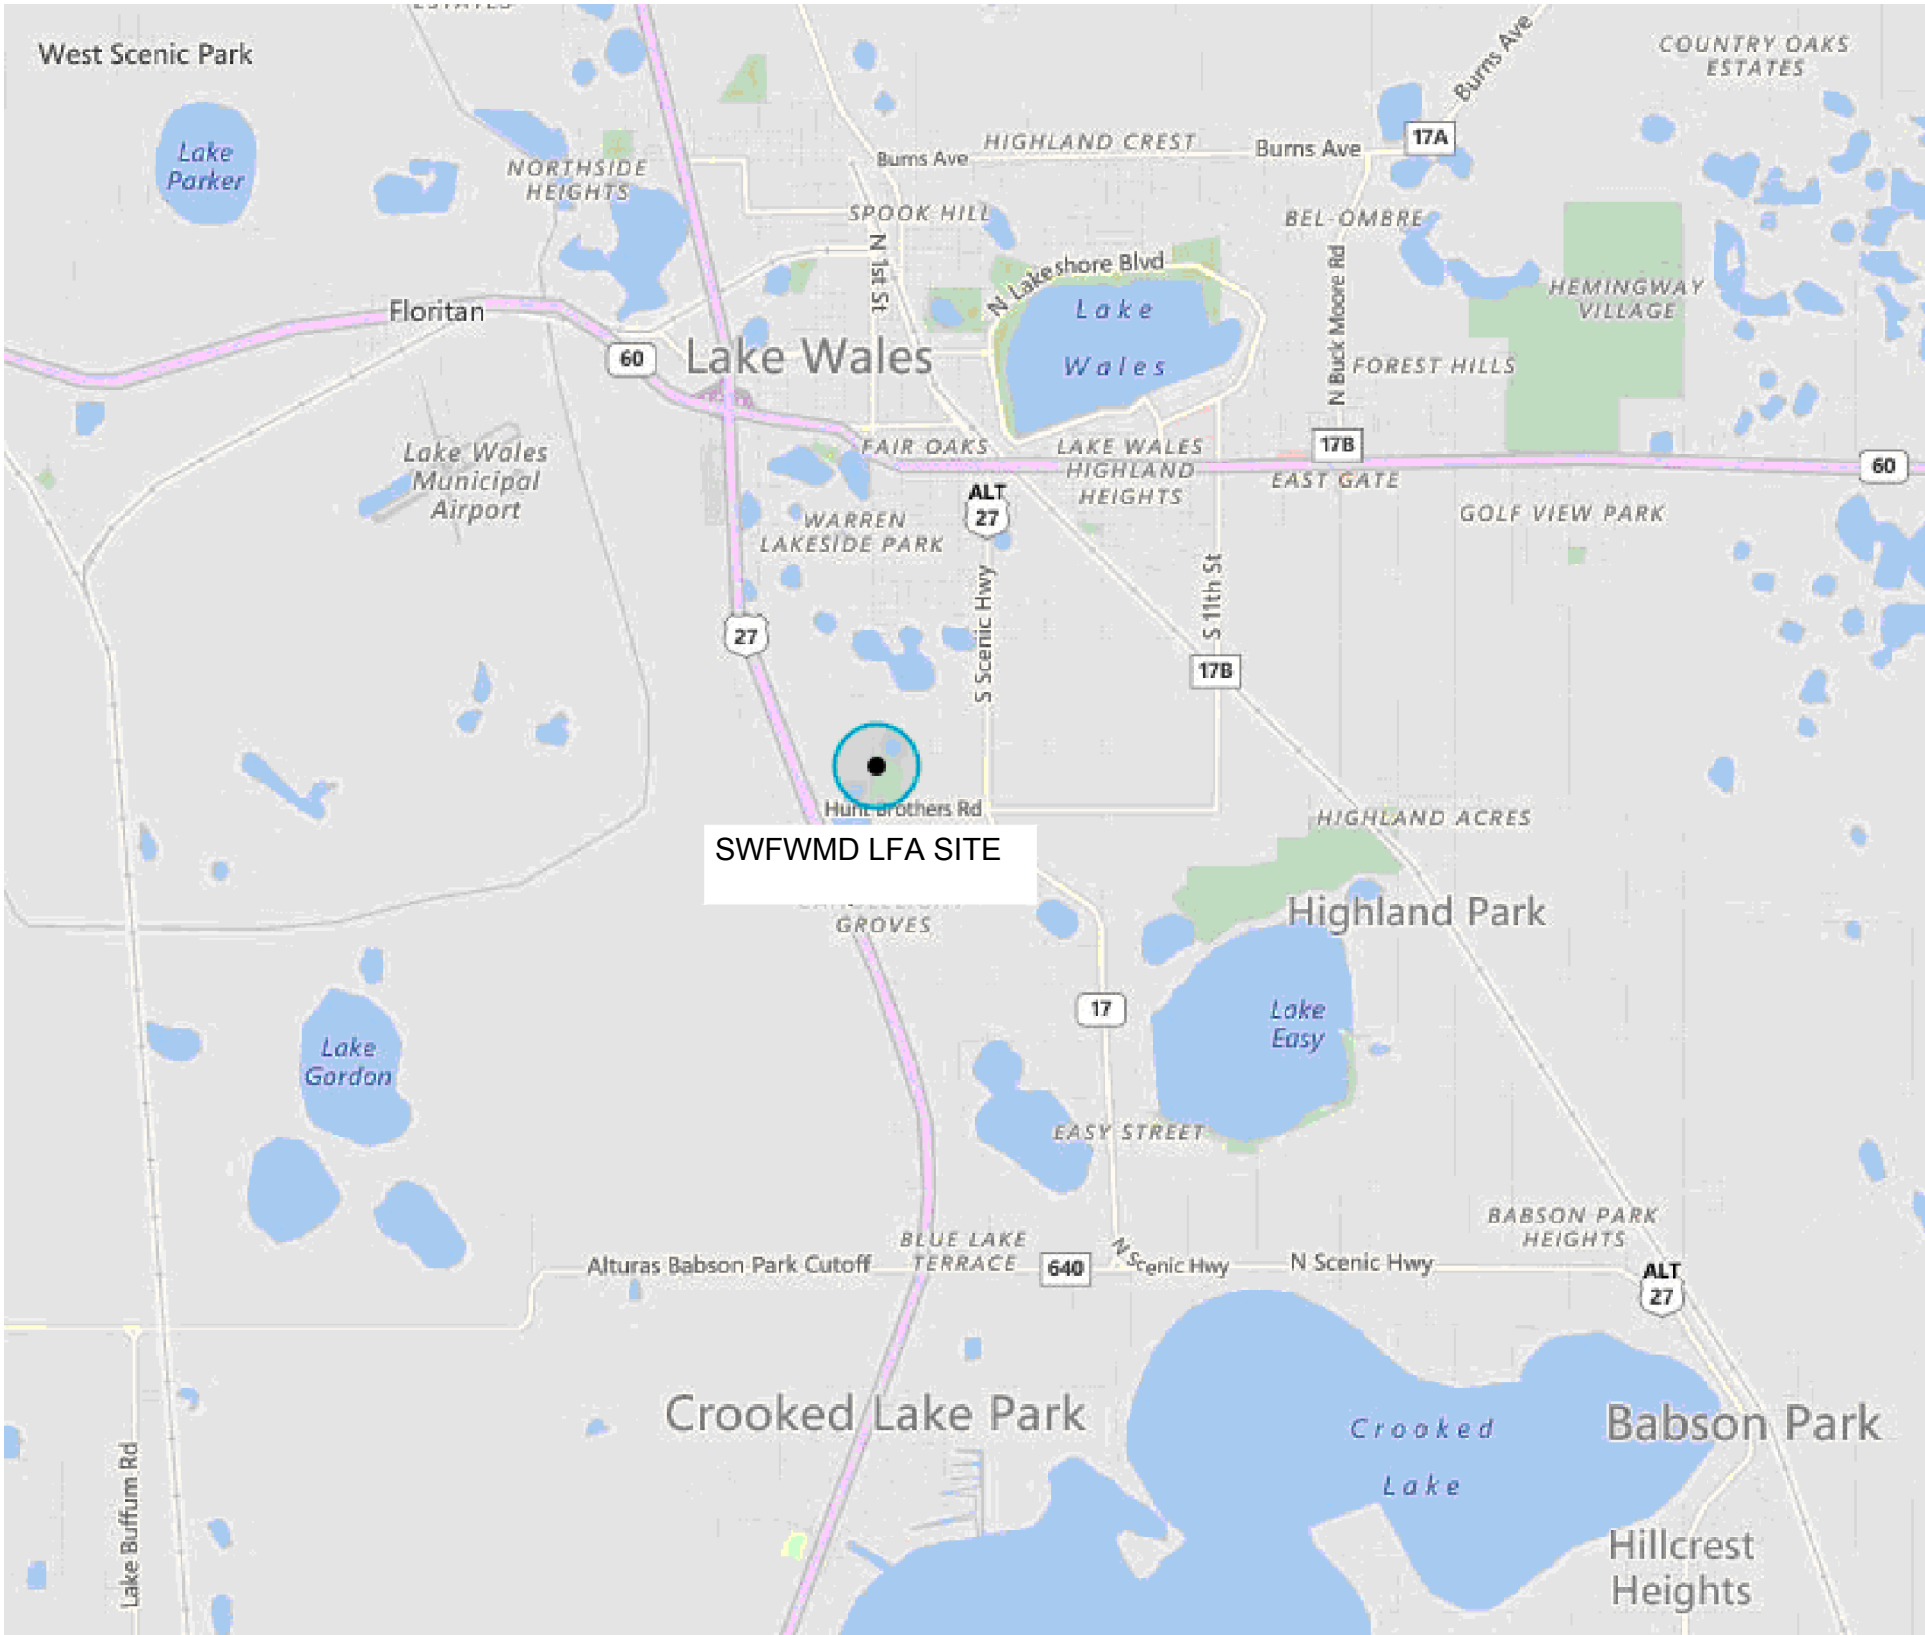 ESTATES
West Scenic Park
COUNTRY OAKS
ESTATES
Burns Ave
17A
HIGHLAND CREST
Burns Ave
Burns Ave
Lake
Parker
NORTHSIDE
HEIGHTS
SPOOK HILL
BEL-OMBRE
N 1st St
N Lakeshore Blvd
N Buck Moore Rd
HEMINGWAY
VILLAGE
Floritan
Lake
Wales
60
Lake Wales
FOREST HILLS
17B
FAIR OAKS
LAKE WALES
HIGHLAND
HEIGHTS
60
EAST GATE
Lake Wales
Municipal
Airport
ALT
27
GOLF VIEW PARK
WARREN
LAKESIDE PARK
S Scenic Hwy
S 11th St
27
17B
Hunt Brothers Rd
HIGHLAND ACRES
SWFWMD LFA SITE
GROVES
Highland Park
17
Lake
Easy
Lake
Gordon
EASY STREET
BABSON PARK
HEIGHTS
BLUE LAKE
TERRACE
Alturas Babson Park Cutoff
640
N Scenic Hwy
N Scenic Hwy
ALT
27
Crooked Lake Park
Crooked
Lake
Babson Park
Lake Buffum Rd
Hillcrest
Heights